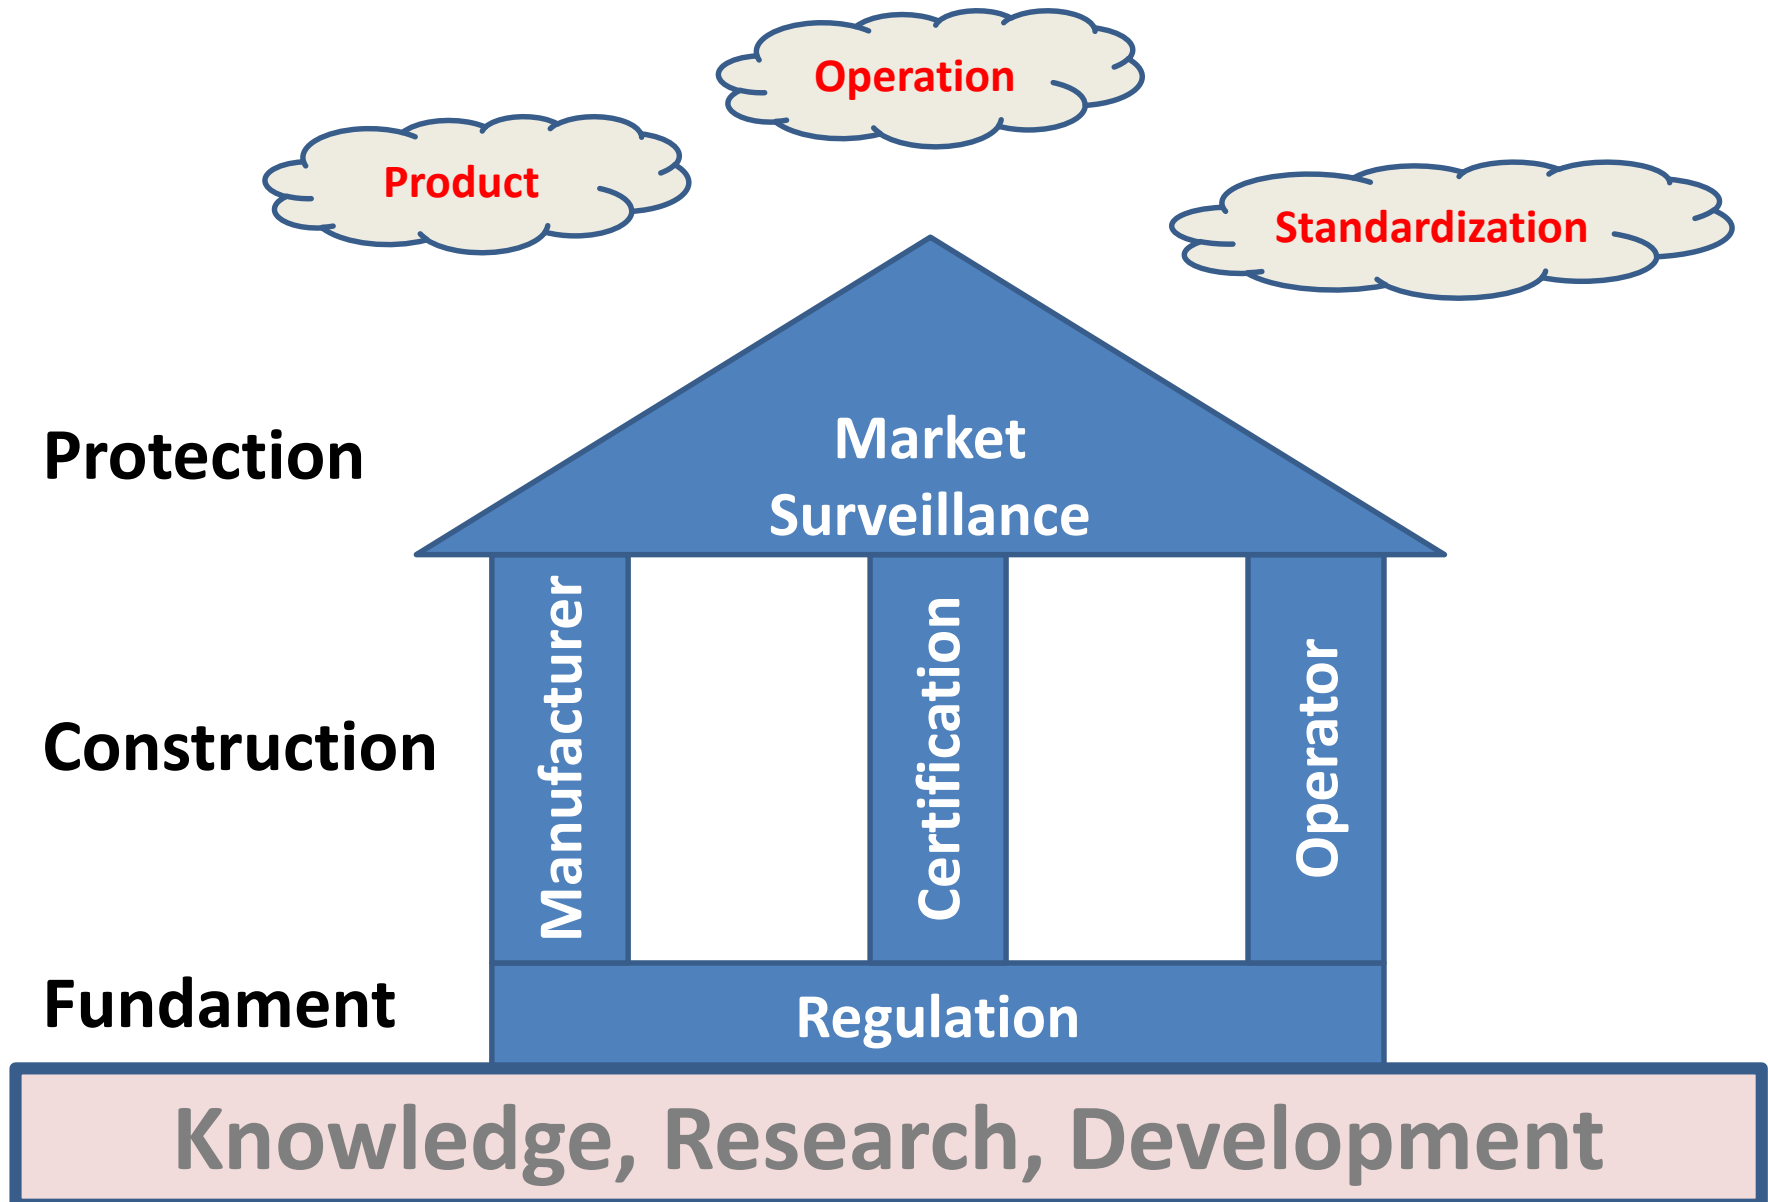 Operation
Product
Standardization
Protection
Market
Surveillance
Construction
Manufacturer
Certification
Operator
Fundament
Regulation
Knowledge, Research, Development